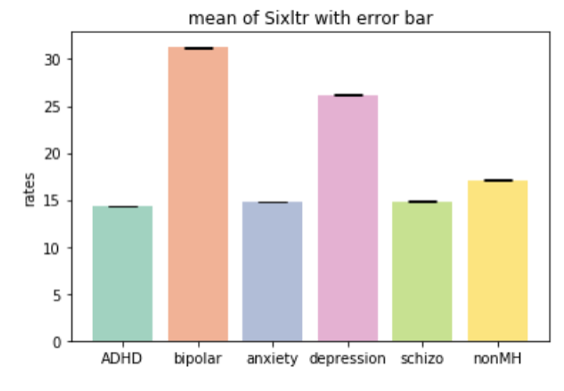 mean of Sixltr with error bar
30
25
20
15
10
5
0
rates
ADHD bipolar anxiety depression schizo nonMH